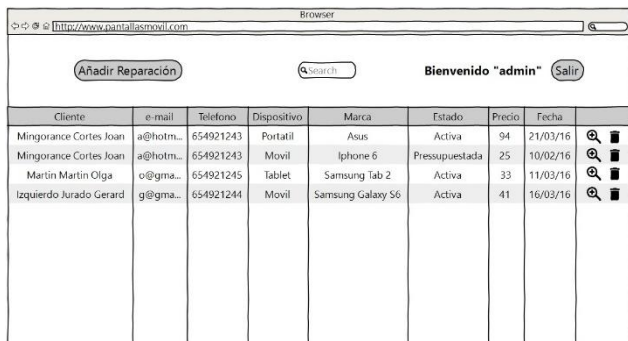 Browser
http://www.pantallasmovil.com
Añadir Reparación Search Bienvenido "admin" Salir
Cliente e-mail Telefono Dispositivo Marca Estado Precio Fecha
Mingorance Cortes Joan a@hotm... 654921243 Portatil Asus Activa 94 21/03/16
Mingorance Cortes Joan a@hotm... 654921243 Movil Iphone 6 Pressupuestada 25 10/02/16
Martin Martin Olga o@gma... 654921245 Tablet Samsung Tab 2 Activa 33 11/03/16
Izquierdo Jurado Gerard g@gma... 654921244 Movil Samsung Galaxy S6 Activa 41 16/03/16